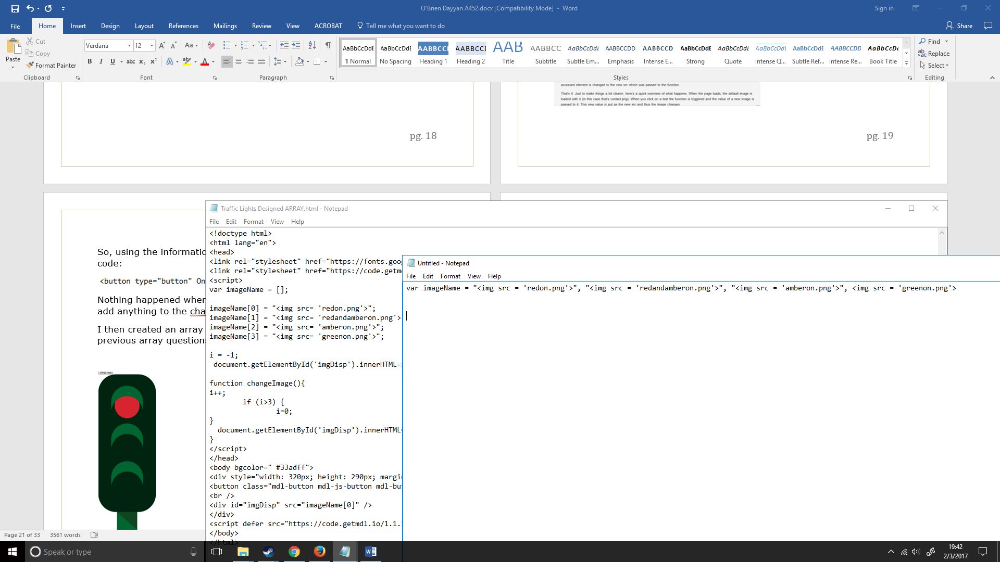 O'Brien Dayyan A452.docx [Compatibility Mode] - Word
Sign in
File Home Insert Design Layout References Mailings Review View ACROBAT Tell me what you want to do
Share
Paste
Cut
Copy
Format Painter
Clipboard
Verdana 12
Aa
B I U abc x₂ x² A ab A
Font
Paragraph
AaBbCcDdE AaBbCcDdE AABBCCI AABBCCI AAB AABBCC AaBbCcDdE AABBCCDD AABBCCD AaBbCcDdE AaBbCcDdE AaBbCcDdE AaBbCcDdE AABBCCDD AaBbCcDc
¶ Normal No Spacing Heading 1 Heading 2 Title Subtitle Subtle Em... Emphasis Intense E... Strong Quote Intense Q... Subtle Ref... Intense Re... Book Title
Styles
Find
Replace
Select
Editing
accessed element is changed to the new src which was passed to the function.
That's it. Just to make things a bit clearer, here's a quick overview of what happens. When the page loads, the default image is
loaded with it (in this case that's contact.png). When you click on a text the function is triggered and the value of a new image is
passed to it. This new value is put as the new src and thus the image changes.
pg. 18
pg. 19
So, using the informatio
code:
<button type="button" On
Nothing happened wher
add anything to the cha
I then created an array
previous array question
Change image
Traffic Lights Designed ARRAY.html - Notepad
File Edit Format View Help
<!doctype html>
<html lang="en">
<head>
<link rel="stylesheet" href="https://fonts.goog
<link rel="stylesheet" href="https://code.getm
<script>
var imageName = [];
imageName[0] = "<img src= 'redon.png'>";
imageName[1] = "<img src= 'redandamberon.png'>
imageName[2] = "<img src= 'amberon.png'>";
imageName[3] = "<img src= 'greenon.png'>";
i = -1;
document.getElementById('imgDisp').innerHTML=
function changeImage(){
i++;
if (i>3) {
i=0;
}
document.getElementById('imgDisp').innerHTML=
}
</script>
</head>
<body bgcolor=" #33adff">
<div style="width: 320px; height: 290px; margi
<button class="mdl-button mdl-js-button mdl-bu
<br />
<div id="imgDisp" src="imageName[0]" />
</div>
<script defer src="https://code.getmdl.io/1.1.
</body>
</html>
Untitled - Notepad
File Edit Format View Help
var imageName = "<img src = 'redon.png'>", "<img src = 'redandamberon.png'>", "<img src = 'amberon.png'>", <img src = 'greenon.png'>
Page 21 of 33 3561 words
Speak or type
19:42
2/3/2017